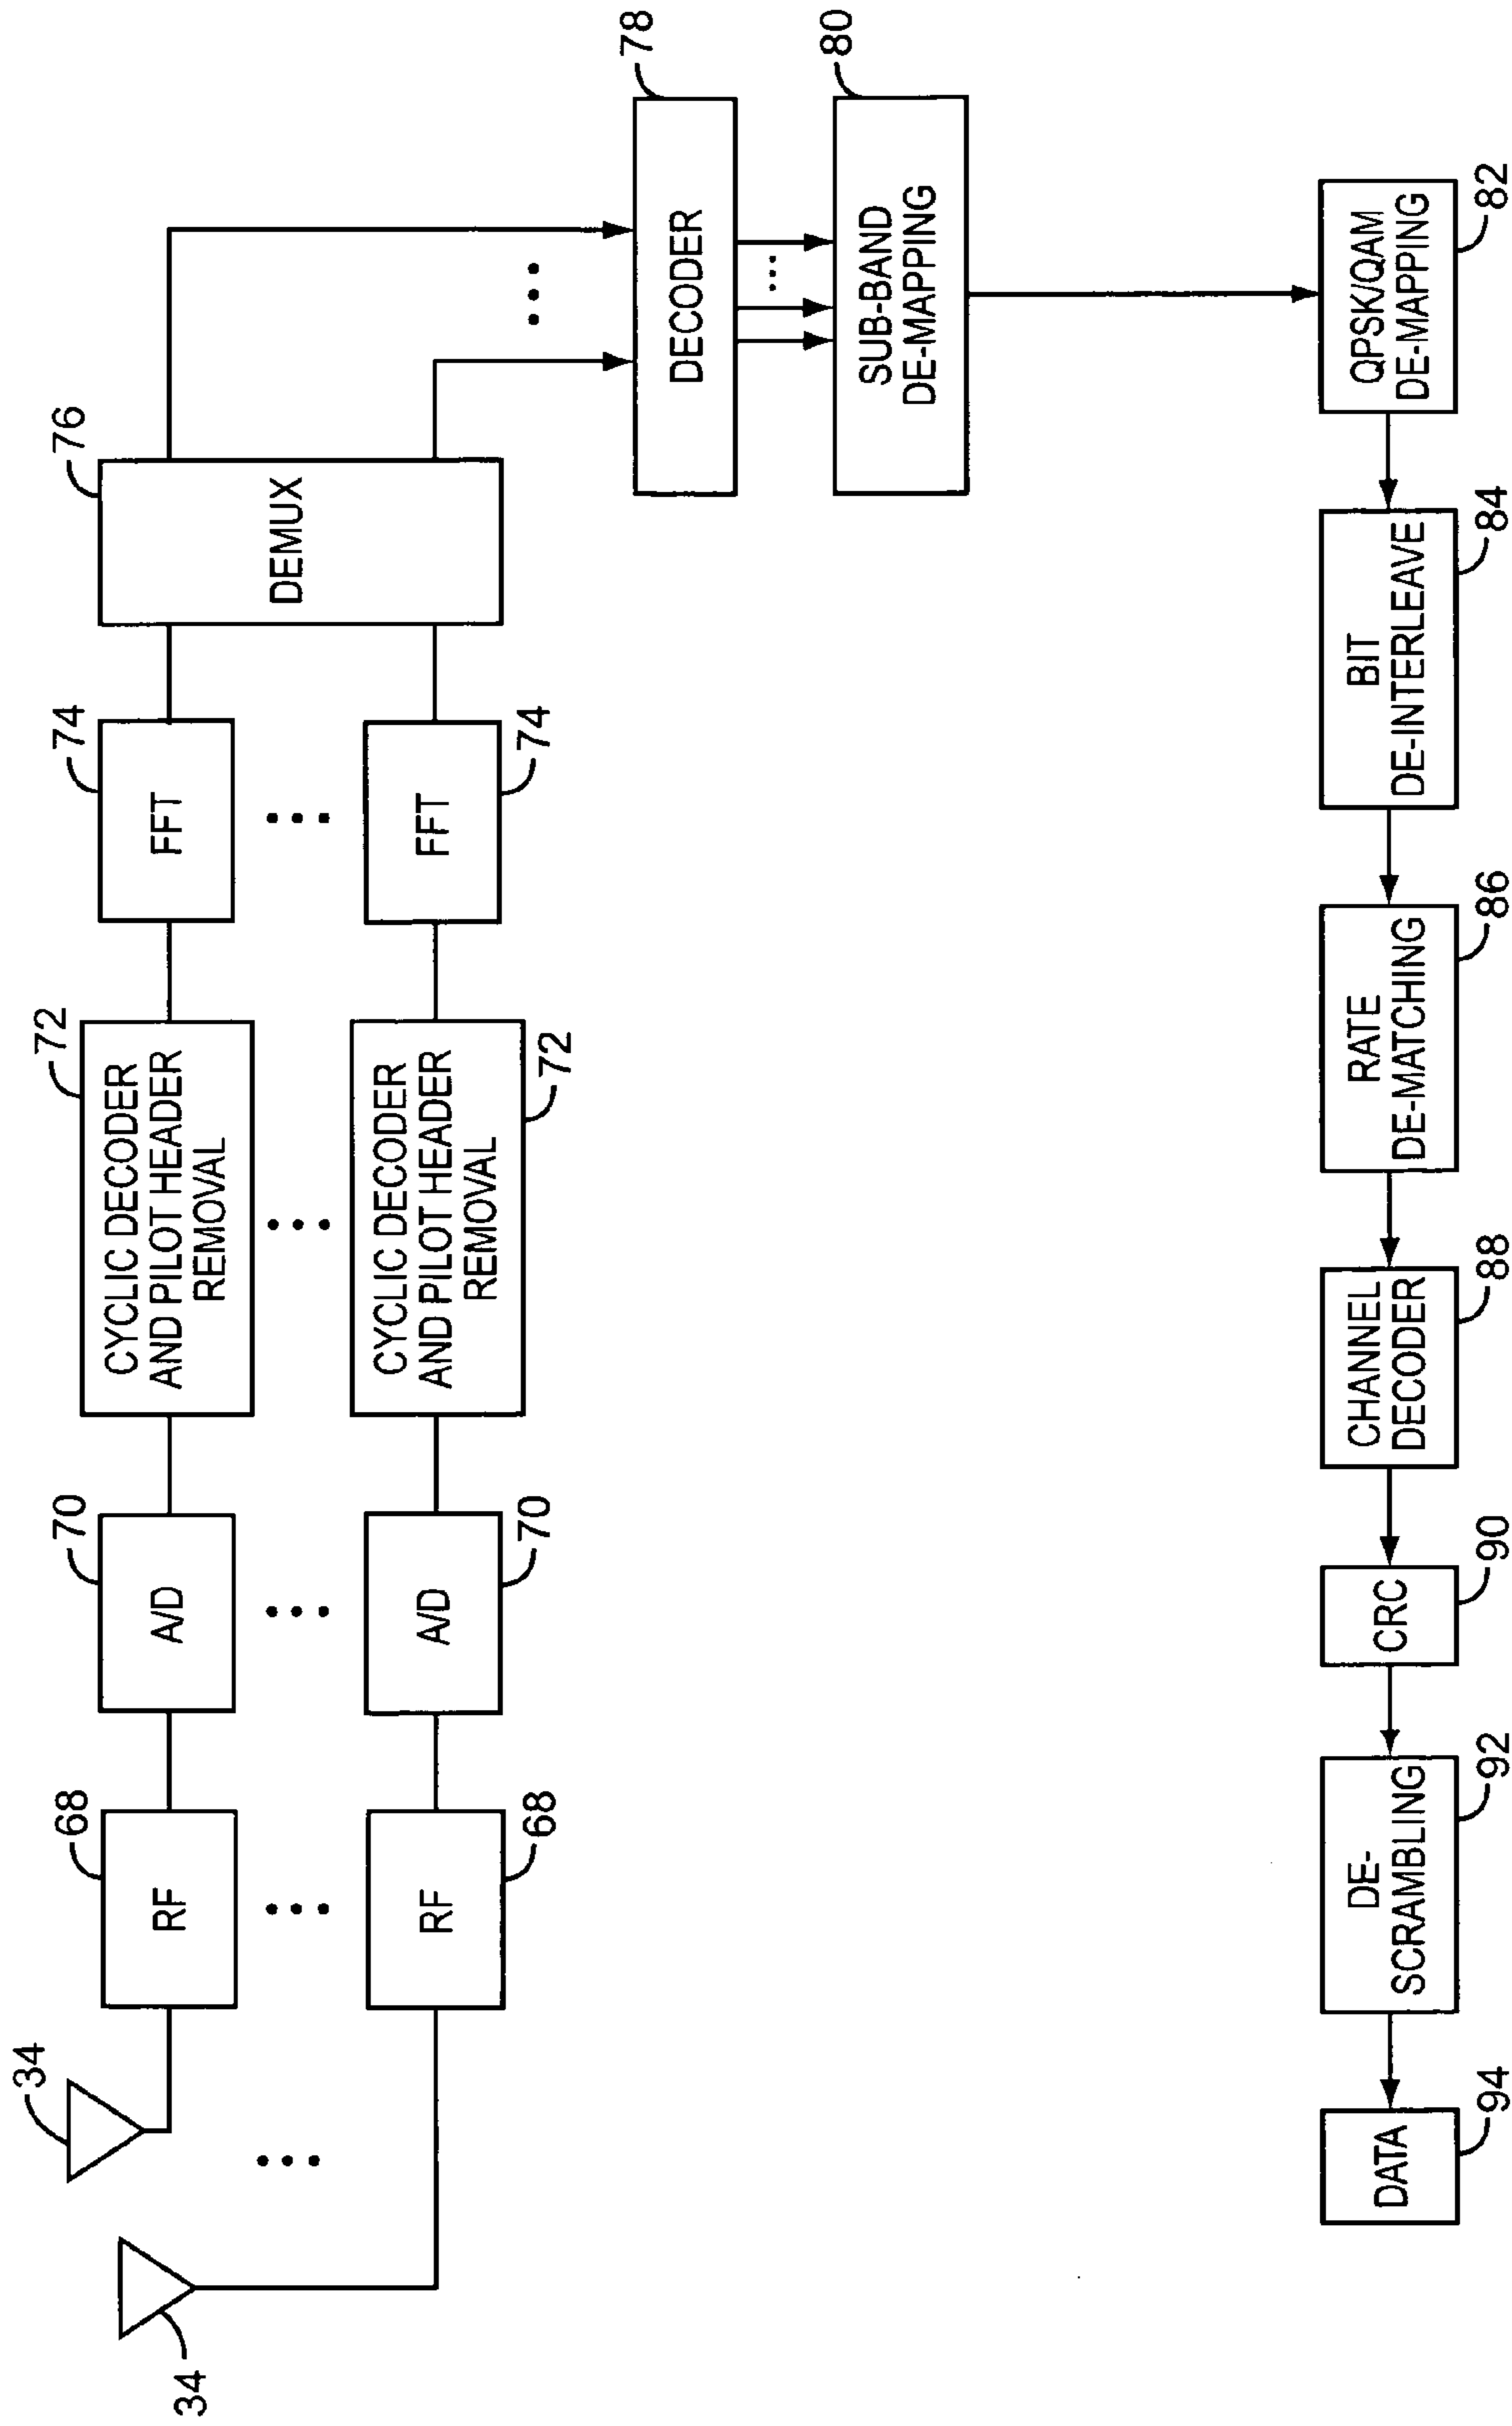 34
34
68
RF
RF
68
70
A/D
A/D
70
72
CYCLIC DECODER
AND PILOT HEADER
REMOVAL
CYCLIC DECODER
AND PILOT HEADER
REMOVAL
72
74
FFT
FFT
74
76
DEMUX
DECODER
78
SUB-BAND
DE-MAPPING
80
QPSK/QAM
DE-MAPPING
82
BIT
DE-INTERLEAVE
84
RATE
DE-MATCHING
86
CHANNEL
DECODER
88
CRC
90
DE-
SCRAMBLING
92
DATA
94